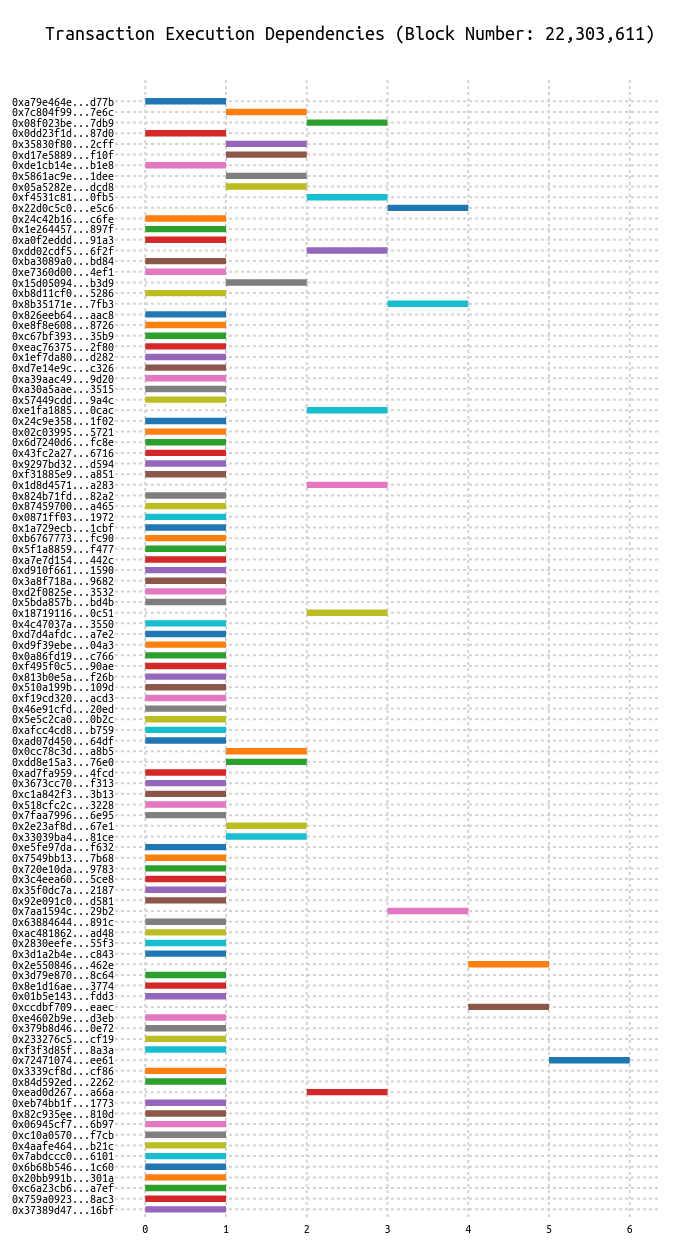 Transaction Execution Dependencies (Block Number: 22,303,611)
0xa79e464e...d77b
0x7c804f99...7e6c
0x08f023be...7db9
0x0dd23f1d...87d0
0x35830f80...2cff
0xd17e5889...f10f
0xde1cb14e...b1e8
0x5861ac9e...1dee
0x05a5282e...dcd8
0xf4531c81...0fb5
0x22d0c5c0...e5c6
0x24c42b16...c6fe
0x1e264457...897f
0xa0f2eddd...91a3
0xdd02cdf5...6f2f
0xba3089a0...bd84
0xe7360d00...4ef1
0x15d05094...b3d9
0xb8d11cf0...5286
0x8b35171e...7fb3
0x826eeb64...aac8
0xe8f8e608...8726
0xc67bf393...35b9
0xeac76375...2f80
0x1ef7da80...d282
0xd7e14e9c...c326
0xa39aac49...9d20
0xa30a5aae...3515
0x57449cdd...9a4c
0xe1fa1885...0cac
0x24c9e358...1f02
0x02c03995...5721
0x6d7240d6...fc8e
0x43fc2a27...6716
0x9297bd32...d594
0xf31885e9...a851
0x1d8d4571...a283
0x824b71fd...82a2
0x87459700...a465
0x0871ff03...1972
0x1a729ecb...1cbf
0xb6767773...fc90
0x5f1a8859...f477
0xa7e7d154...442c
0xd910f661...1590
0x3a8f718a...9682
0xd2f0825e...3532
0x5bda857b...bd4b
0x18719116...0c51
0x4c47037a...3550
0xd7d4afdc...a7e2
0xd9f39ebe...04a3
0x0a86fd19...c766
0xf495f0c5...90ae
0x813b0e5a...f26b
0x510a199b...109d
0xf19cd320...acd3
0x46e91cfd...20ed
0x5e5c2ca0...0b2c
0xafcc4cd8...b759
0xad07d450...64df
0x0cc78c3d...a8b5
0xdd8e15a3...76e0
0xad7fa959...4fcd
0x3673cc70...f313
0xc1a842f3...3b13
0x518cfc2c...3228
0x7faa7996...6e95
0x2e23af8d...67e1
0x33039ba4...81ce
0xe5fe97da...f632
0x7549bb13...7b68
0x720e10da...9783
0x3c4eea60...5ce8
0x35f0dc7a...2187
0x92e091c0...d581
0x7aa1594c...29b2
0x63884644...891c
0xac481862...ad48
0x2830eefe...55f3
0x3d1a2b4e...c843
0x2e550846...462e
0x3d79e870...8c64
0x8e1d16ae...3774
0x01b5e143...fdd3
0xccdbf709...eaec
0xe4602b9e...d3eb
0x379b8d46...0e72
0x233276c5...cf19
0xf3f3d85f...8a3a
0x72471074...ee61
0x3339cf8d...cf86
0x84d592ed...2262
0xead0d267...a66a
0xeb74bb1f...1773
0x82c935ee...810d
0x06945cf7...6b97
0xc10a0570...f7cb
0x4aafe464...b21c
0x7abdccc0...6101
0x6b68b546...1c60
0x20bb991b...301a
0xc6a23cb6...a7ef
0x759a0923...8ac3
0x37389d47...16bf
0 1 2 3 4 5 6